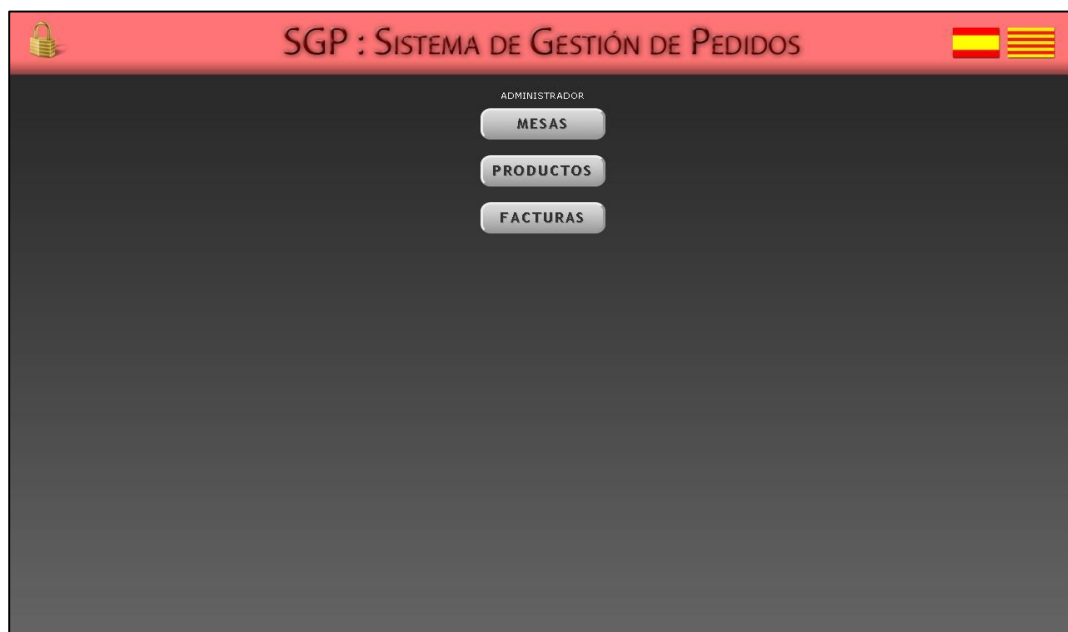 SGP : Sistema de Gestión de Pedidos
ADMINISTRADOR
MESAS
PRODUCTOS
FACTURAS